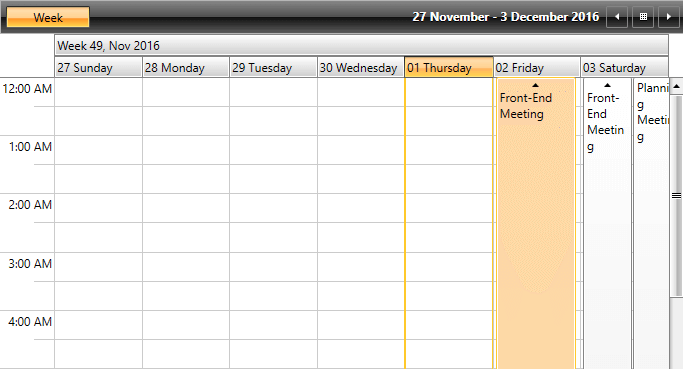 Week
27 November - 3 December 2016
Week 49, Nov 2016
27 Sunday
28 Monday
29 Tuesday
30 Wednesday
01 Thursday
02 Friday
03 Saturday
12:00 AM
1:00 AM
2:00 AM
3:00 AM
4:00 AM
Front-End
Meeting
Front-
End
Meetin
g
Planni
g
Meetin
g